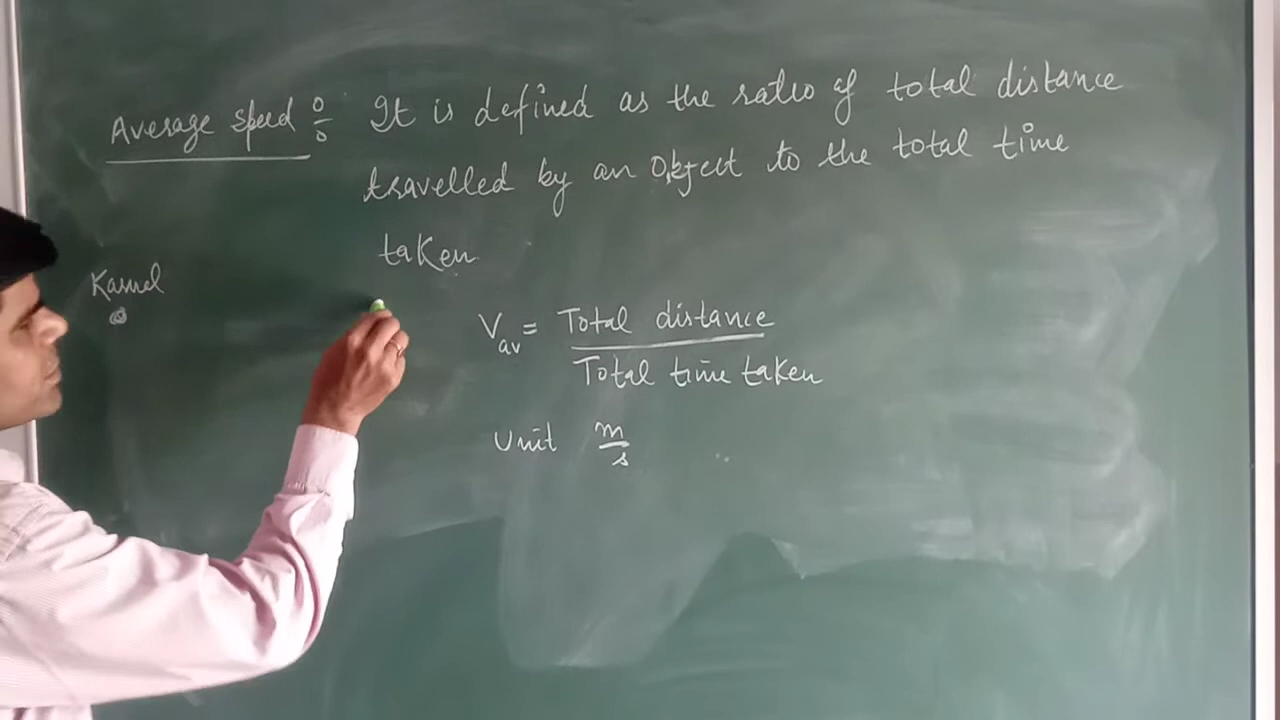 Average speed : It is defined as the ratio of total distance
travelled by an Object to the total time
taken
Karnal
V_av = Total distance / Total time taken
Unit m/s